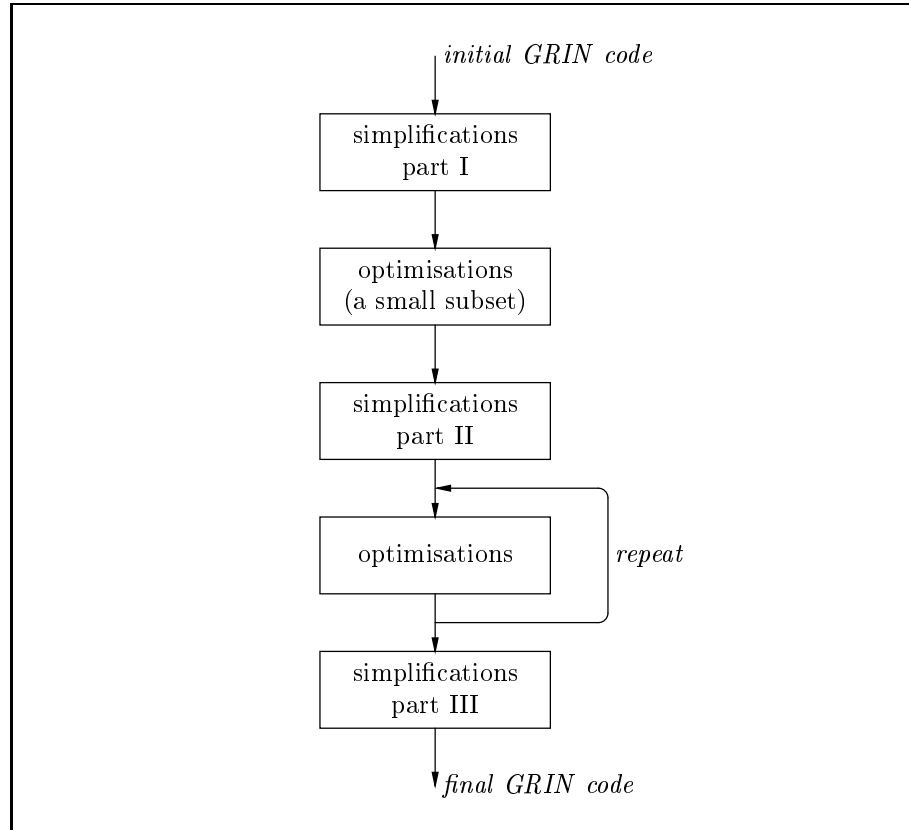 initial GRIN code
simplifications
part I
optimisations
(a small subset)
simplifications
part II
optimisations
repeat
simplifications
part III
final GRIN code